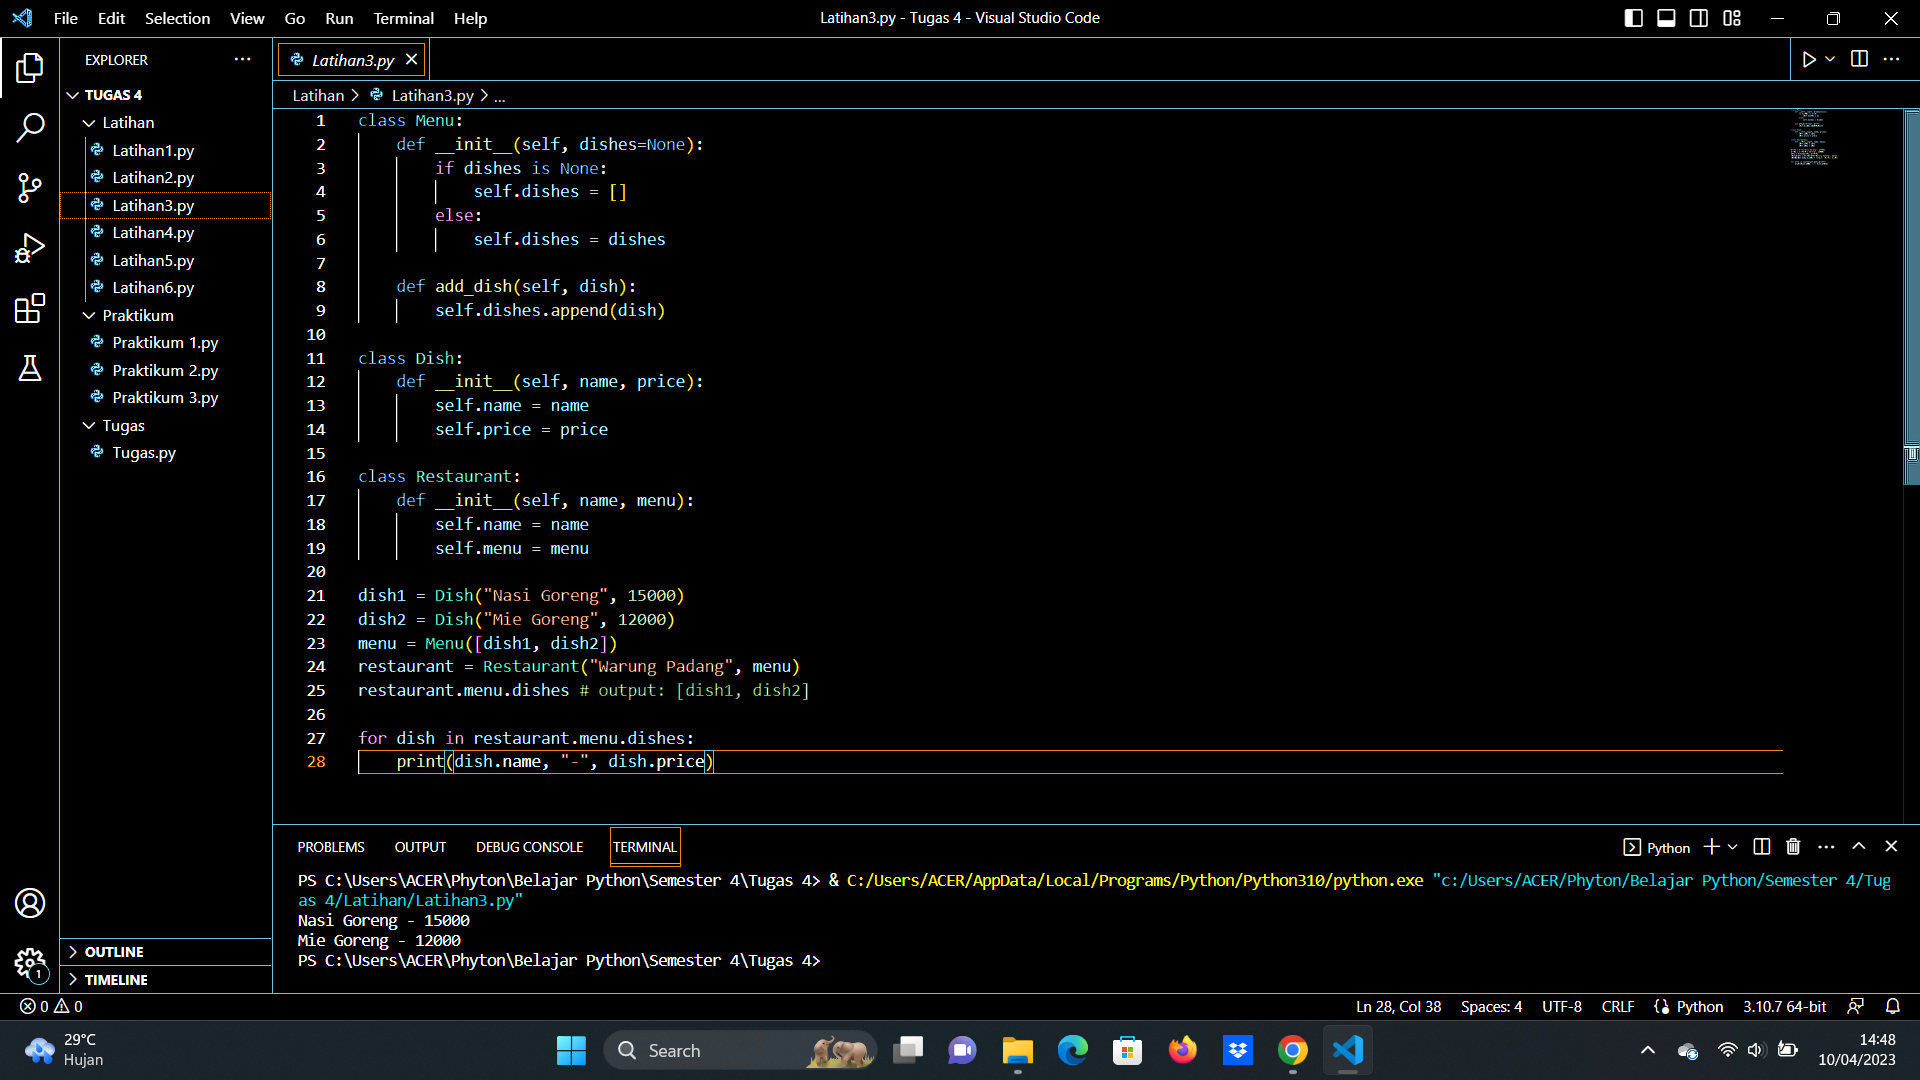 File Edit Selection View Go Run Terminal Help
Latihan3.py - Tugas 4 - Visual Studio Code
EXPLORER
TUGAS 4
Latihan
Latihan1.py
Latihan2.py
Latihan3.py
Latihan4.py
Latihan5.py
Latihan6.py
Praktikum
Praktikum 1.py
Praktikum 2.py
Praktikum 3.py
Tugas
Tugas.py
OUTLINE
TIMELINE
Latihan3.py
Latihan > Latihan3.py > ...
1 class Menu:
2     def __init__(self, dishes=None):
3         if dishes is None:
4             self.dishes = []
5         else:
6             self.dishes = dishes
7
8     def add_dish(self, dish):
9         self.dishes.append(dish)
10
11 class Dish:
12     def __init__(self, name, price):
13         self.name = name
14         self.price = price
15
16 class Restaurant:
17     def __init__(self, name, menu):
18         self.name = name
19         self.menu = menu
20
21 dish1 = Dish("Nasi Goreng", 15000)
22 dish2 = Dish("Mie Goreng", 12000)
23 menu = Menu([dish1, dish2])
24 restaurant = Restaurant("Warung Padang", menu)
25 restaurant.menu.dishes # output: [dish1, dish2]
26
27 for dish in restaurant.menu.dishes:
28     print(dish.name, "-", dish.price)
PROBLEMS OUTPUT DEBUG CONSOLE TERMINAL
Python
PS C:\Users\ACER\Phyton\Belajar Python\Semester 4\Tugas 4> & C:/Users/ACER/AppData/Local/Programs/Python/Python310/python.exe "c:/Users/ACER/Phyton/Belajar Python/Semester 4/Tug
as 4/Latihan/Latihan3.py"
Nasi Goreng - 15000
Mie Goreng - 12000
PS C:\Users\ACER\Phyton\Belajar Python\Semester 4\Tugas 4>
1
0 0
Ln 28, Col 38 Spaces: 4 UTF-8 CRLF Python 3.10.7 64-bit
29°C
Hujan
Search
14:48
10/04/2023